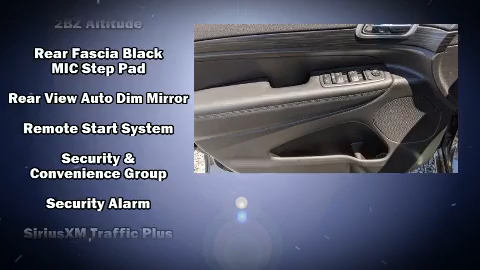 2BZ Altitude
Rear Fascia Black
MIC Step Pad
Rear View Auto Dim Mirror
Remote Start System
Security &
Convenience Group
Security Alarm
SiriusXM Traffic Plus